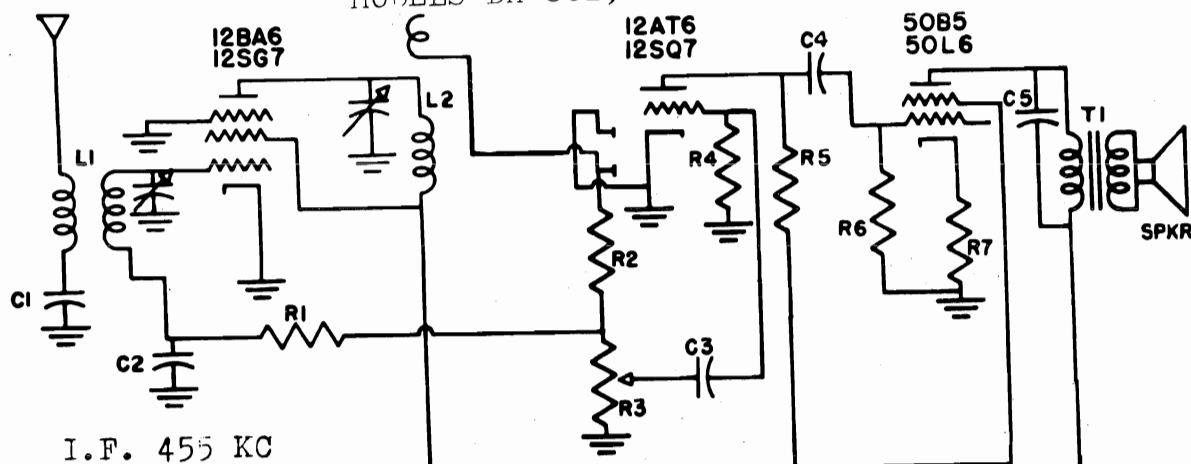 12BA6
12SG7
L2
12AT6
12SQ7
C4
50B5
50L6
C5
T1
L1
R4
R5
R6
R7
SPKR
C1
R2
R1
C2
C3
R3
I.F. 455 KC